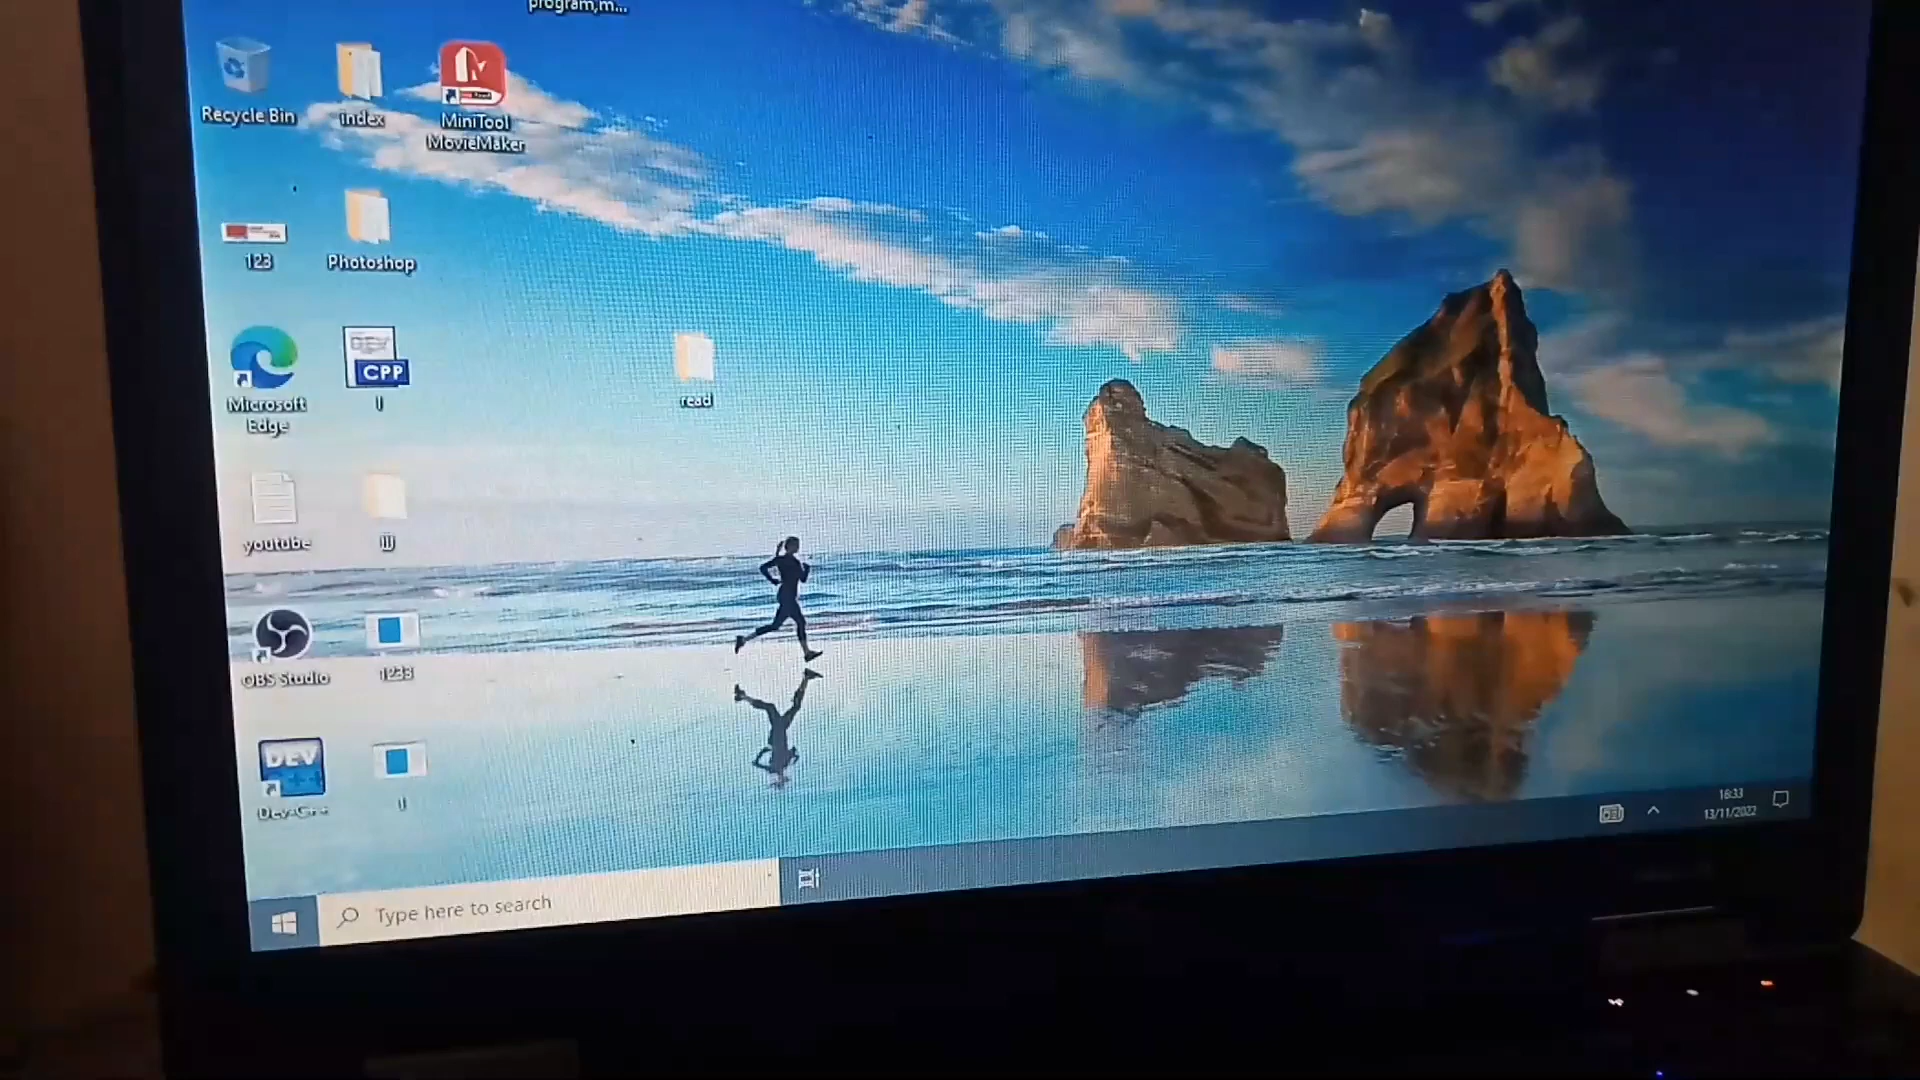 program,m...
Recycle Bin
index
MiniTool
MovieMaker
123
Photoshop
Microsoft
Edge
DEV
CPP
read
youtube
OBS Studio
1233
DEV
C++
Dev-C++
16:33
13/11/2022
Type here to search